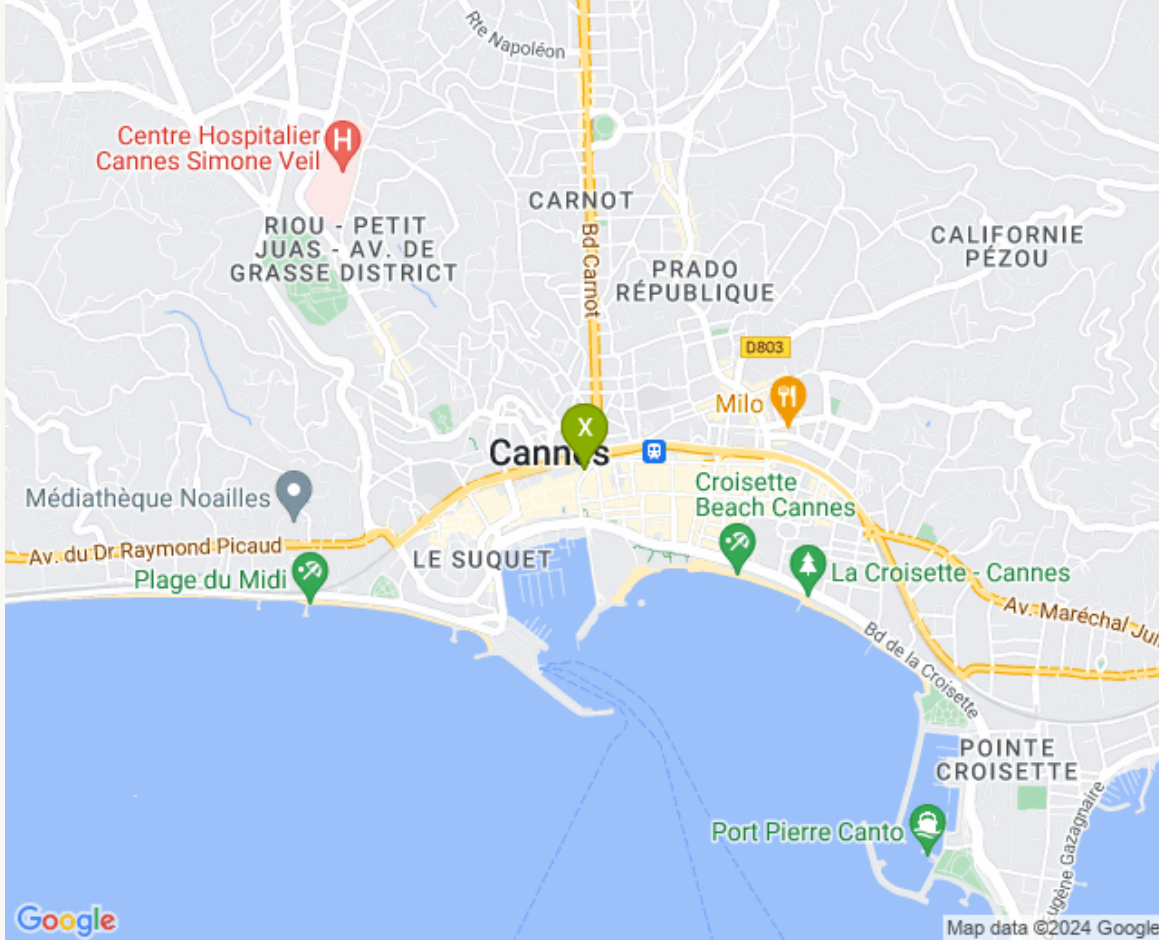 Rte Napoléon
Centre Hospitalier
Cannes Simone Veil
H
CARNOT
RIOU - PETIT
JUAS - AV. DE
GRASSE DISTRICT
Bd Carnot
CALIFORNIE
PÉZOU
PRADO
RÉPUBLIQUE
D803
Milo
X
Cannes
Médiathèque Noailles
Croisette
Beach Cannes
Av. du Dr Raymond Picaud
LE SUQUET
Plage du Midi
La Croisette - Cannes
Av. Maréchal Jui
Bd de la Croisette
POINTE
CROISETTE
Port Pierre Canto
Eugène Gazagnaire
Google
Map data ©2024 Google